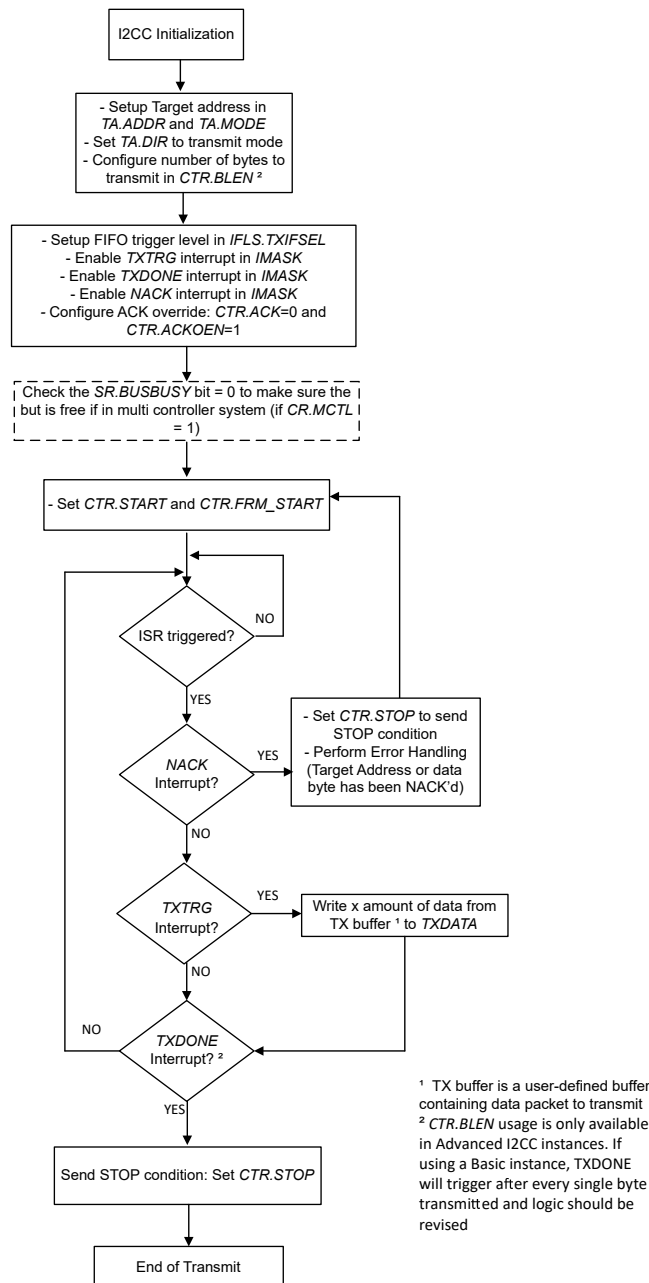 I2CC Initialization
- Setup Target address in
TA.ADDR and TA.MODE
- Set TA.DIR to transmit mode
- Configure number of bytes to
transmit in CTR.BLEN ²
- Setup FIFO trigger level in IFLS.TXIFSEL
- Enable TXTRG interrupt in IMASK
- Enable TXDONE interrupt in IMASK
- Enable NACK interrupt in IMASK
- Configure ACK override: CTR.ACK=0 and
CTR.ACKOEN=1
Check the SR.BUSBUSY bit = 0 to make sure the
but is free if in multi controller system (if CR.MCTL
= 1)
- Set CTR.START and CTR.FRM_START
ISR triggered?
NO
YES
NACK
Interrupt?
YES
- Set CTR.STOP to send
STOP condition
- Perform Error Handling
(Target Address or data
byte has been NACK'd)
NO
TXTRG
Interrupt?
YES
Write x amount of data from
TX buffer ¹ to TXDATA
NO
TXDONE
Interrupt? ²
NO
YES
Send STOP condition: Set CTR.STOP
End of Transmit
¹ TX buffer is a user-defined buffer
containing data packet to transmit
² CTR.BLEN usage is only available
in Advanced I2CC instances. If
using a Basic instance, TXDONE
will trigger after every single byte
transmitted and logic should be
revised